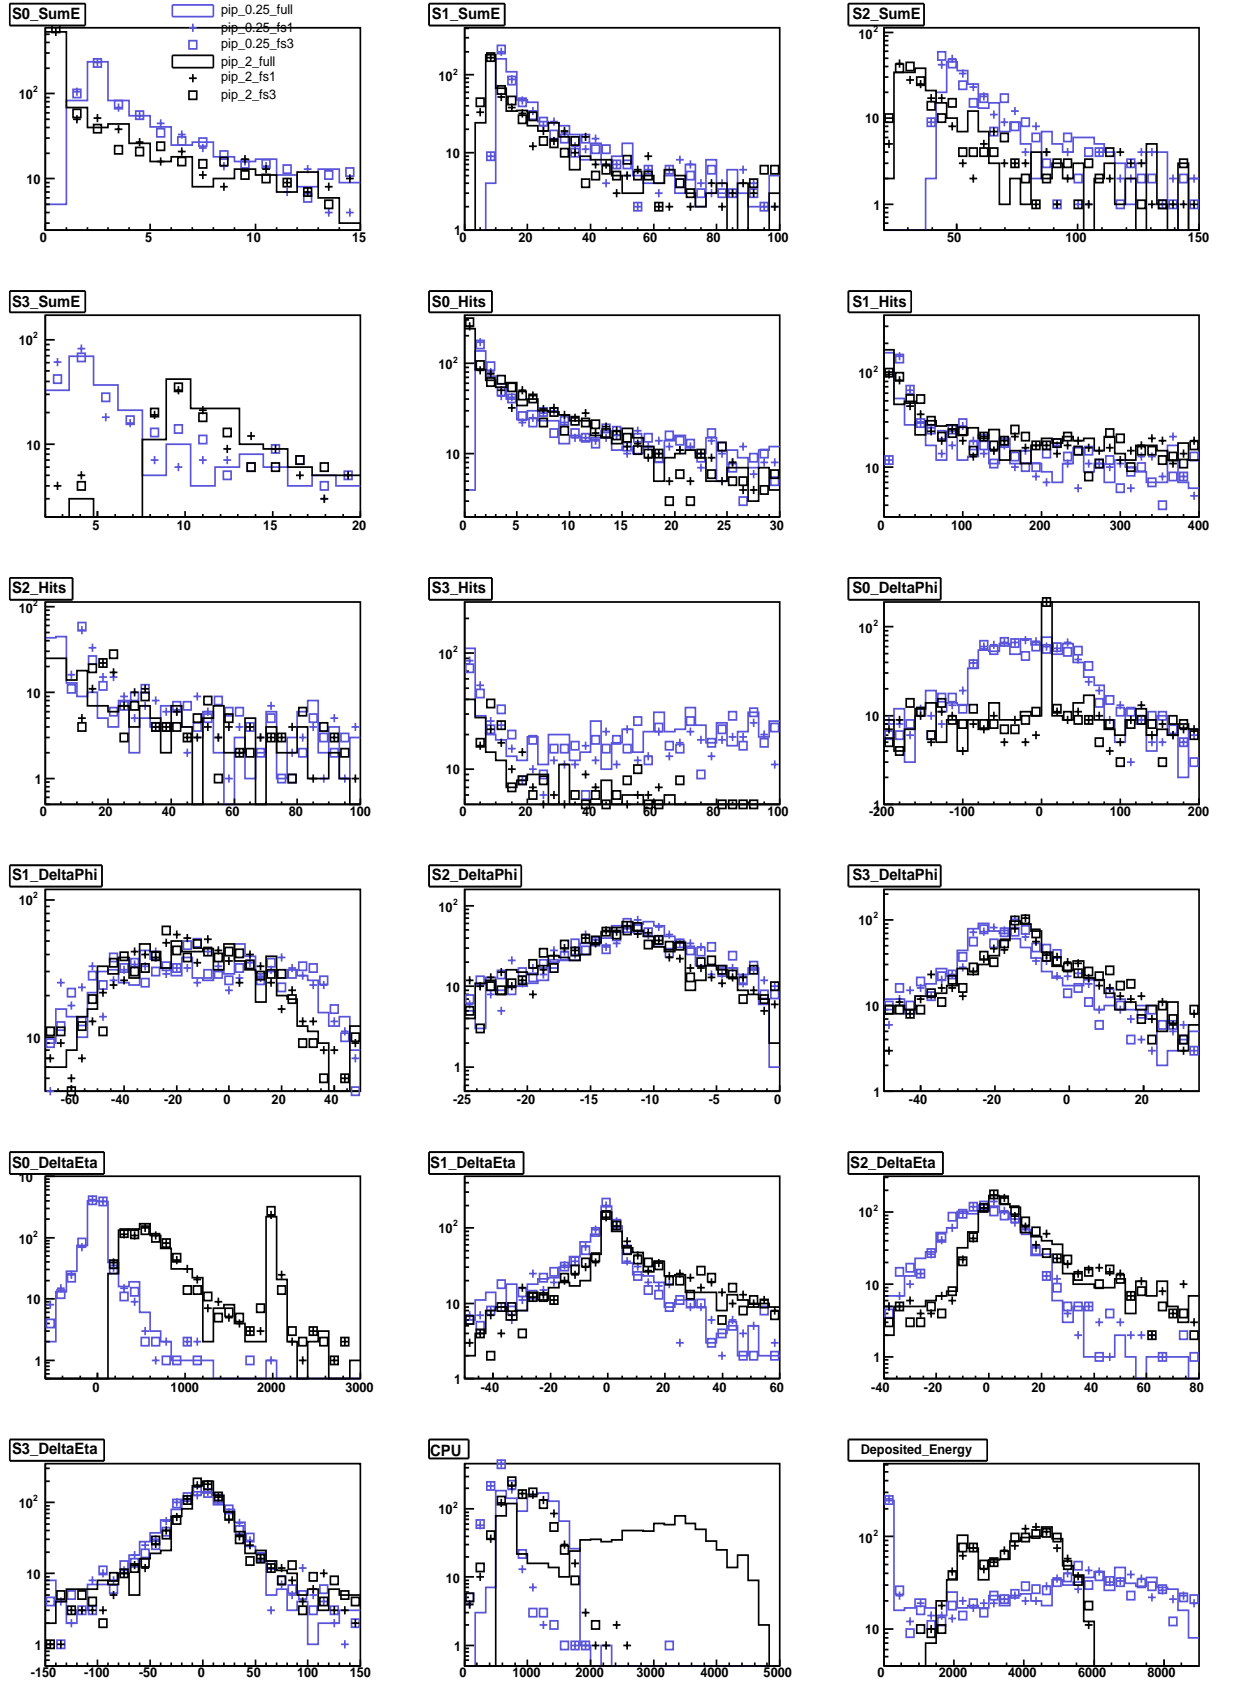 S0_SumE
pip_0.25_full
pip_0.25_fs1
pip_0.25_fs3
pip_2_full
pip_2_fs1
pip_2_fs3
10²
10
0 5 10 15
S1_SumE
10²
10
1
0 20 40 60 80 100
S2_SumE
10²
10
1
50 100 150
S3_SumE
10²
10
5 10 15 20
S0_Hits
10²
10
0 5 10 15 20 25 30
S1_Hits
10²
10
0 100 200 300 400
S2_Hits
10²
10
1
0 20 40 60 80 100
S3_Hits
10²
10
0 20 40 60 80 100
S0_DeltaPhi
10²
10
1
-200 -100 0 100 200
S1_DeltaPhi
10²
10
-60 -40 -20 0 20 40
S2_DeltaPhi
10²
10
1
-25 -20 -15 -10 -5 0
S3_DeltaPhi
10²
10
1
-40 -20 0 20
S0_DeltaEta
10
10²
10
1
0 1000 2000 3000
S1_DeltaEta
10²
10
1
-40 -20 0 20 40 60
S2_DeltaEta
10²
10
1
-40 -20 0 20 40 60 80
S3_DeltaEta
10²
10
1
-150 -100 -50 0 50 100 150
CPU
10²
10
1
0 1000 2000 3000 4000 5000
Deposited_Energy
10²
10
0 2000 4000 6000 8000